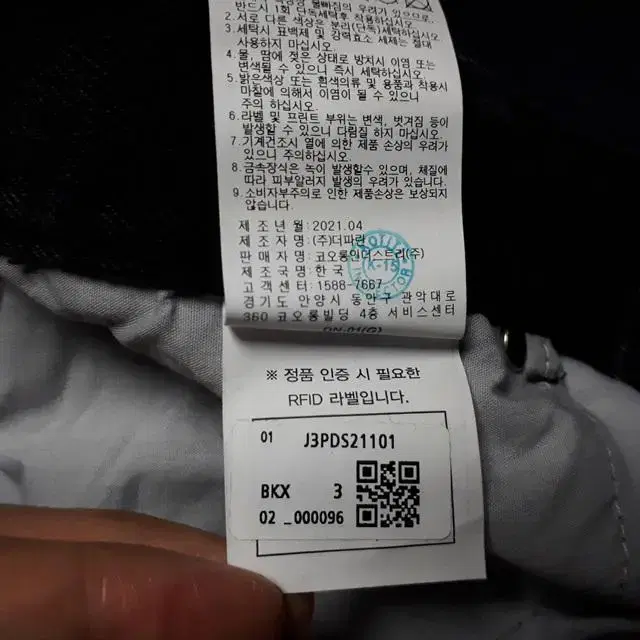 반드시 1회 단독세탁후 착용하십시오.
2. 서로 다른 색상은 분리(단독)세탁하십시오.
3. 세탁시 표백제 및 강력효소 세제는 절대
사용하지 마십시오.
4. 물, 땀에 젖은 상태로 방치시 이염 또는
변색될 수 있으니 즉시 세탁하십시오.
5. 밝은색상 또는 흰색의류 및 용품과 착용시
마찰에 의해서 이염이 될 수 있으니
주의 하십시오.
6. 라벨 및 프린트 부위는 변색, 벗겨짐 등이
발생할 수 있으니 다림질 하지 마십시오.
7. 기계건조시 열에 의한 제품 손상의 우려가
있으니 주의하십시오.
8. 금속장식은 녹이 발생할수 있으며, 체질에
따라 피부알러지 발생의 우려가 있습니다.
9. 소비자부주의로 인한 제품손상은 보상되지
않습니다.
제 조 년 월 : 2021.04
제 조 자 명 : (주)더파란
판 매 자 명 : 코오롱인더스트리(주)
제 조 국 명 : 한 국
고 객 센 터 : 1588-7667
경 기 도 안 양 시 동 안 구 관 악 대 로
360 코오롱빌딩 4층 서비스센터
DN-01(G)
※ 정품 인증 시 필요한
RFID 라벨입니다.
01 J3PDS21101
BKX 3
02 _000096